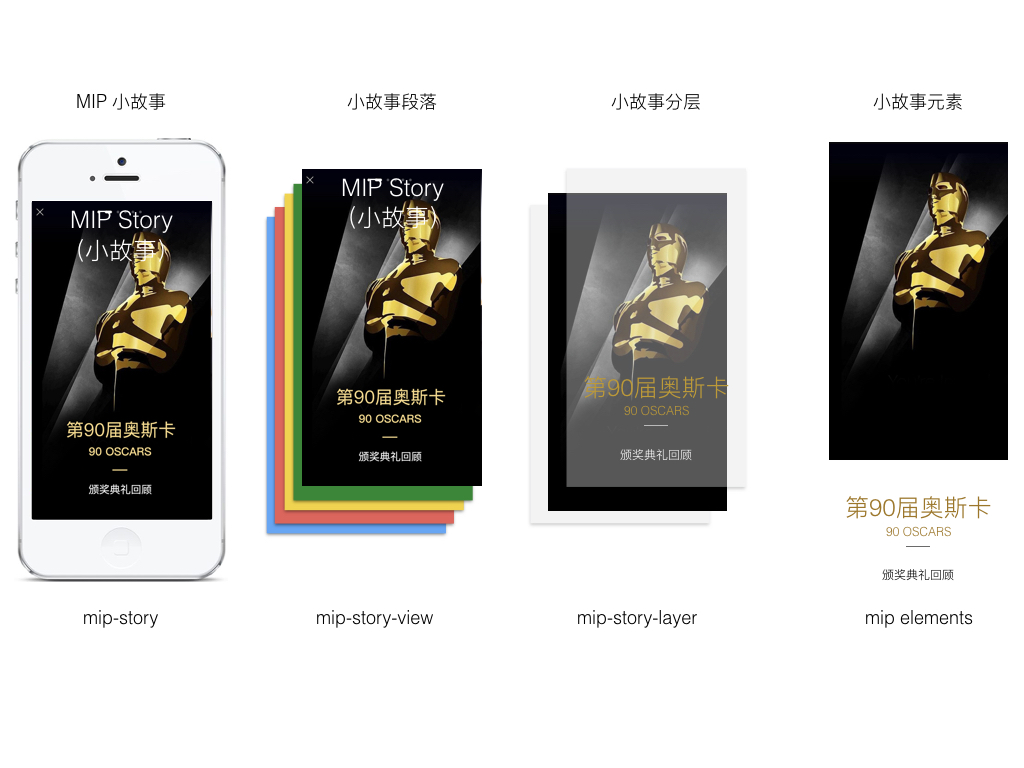 MIP 小故事
小故事段落
小故事分层
小故事元素
MIP Story
(小故事)
第90届奥斯卡
90 OSCARS
颁奖典礼回顾
MIP Story
(小故事)
第90届奥斯卡
90 OSCARS
颁奖典礼回顾
第90届奥斯卡
90 OSCARS
颁奖典礼回顾
第90届奥斯卡
90 OSCARS
颁奖典礼回顾
mip-story
mip-story-view
mip-story-layer
mip elements